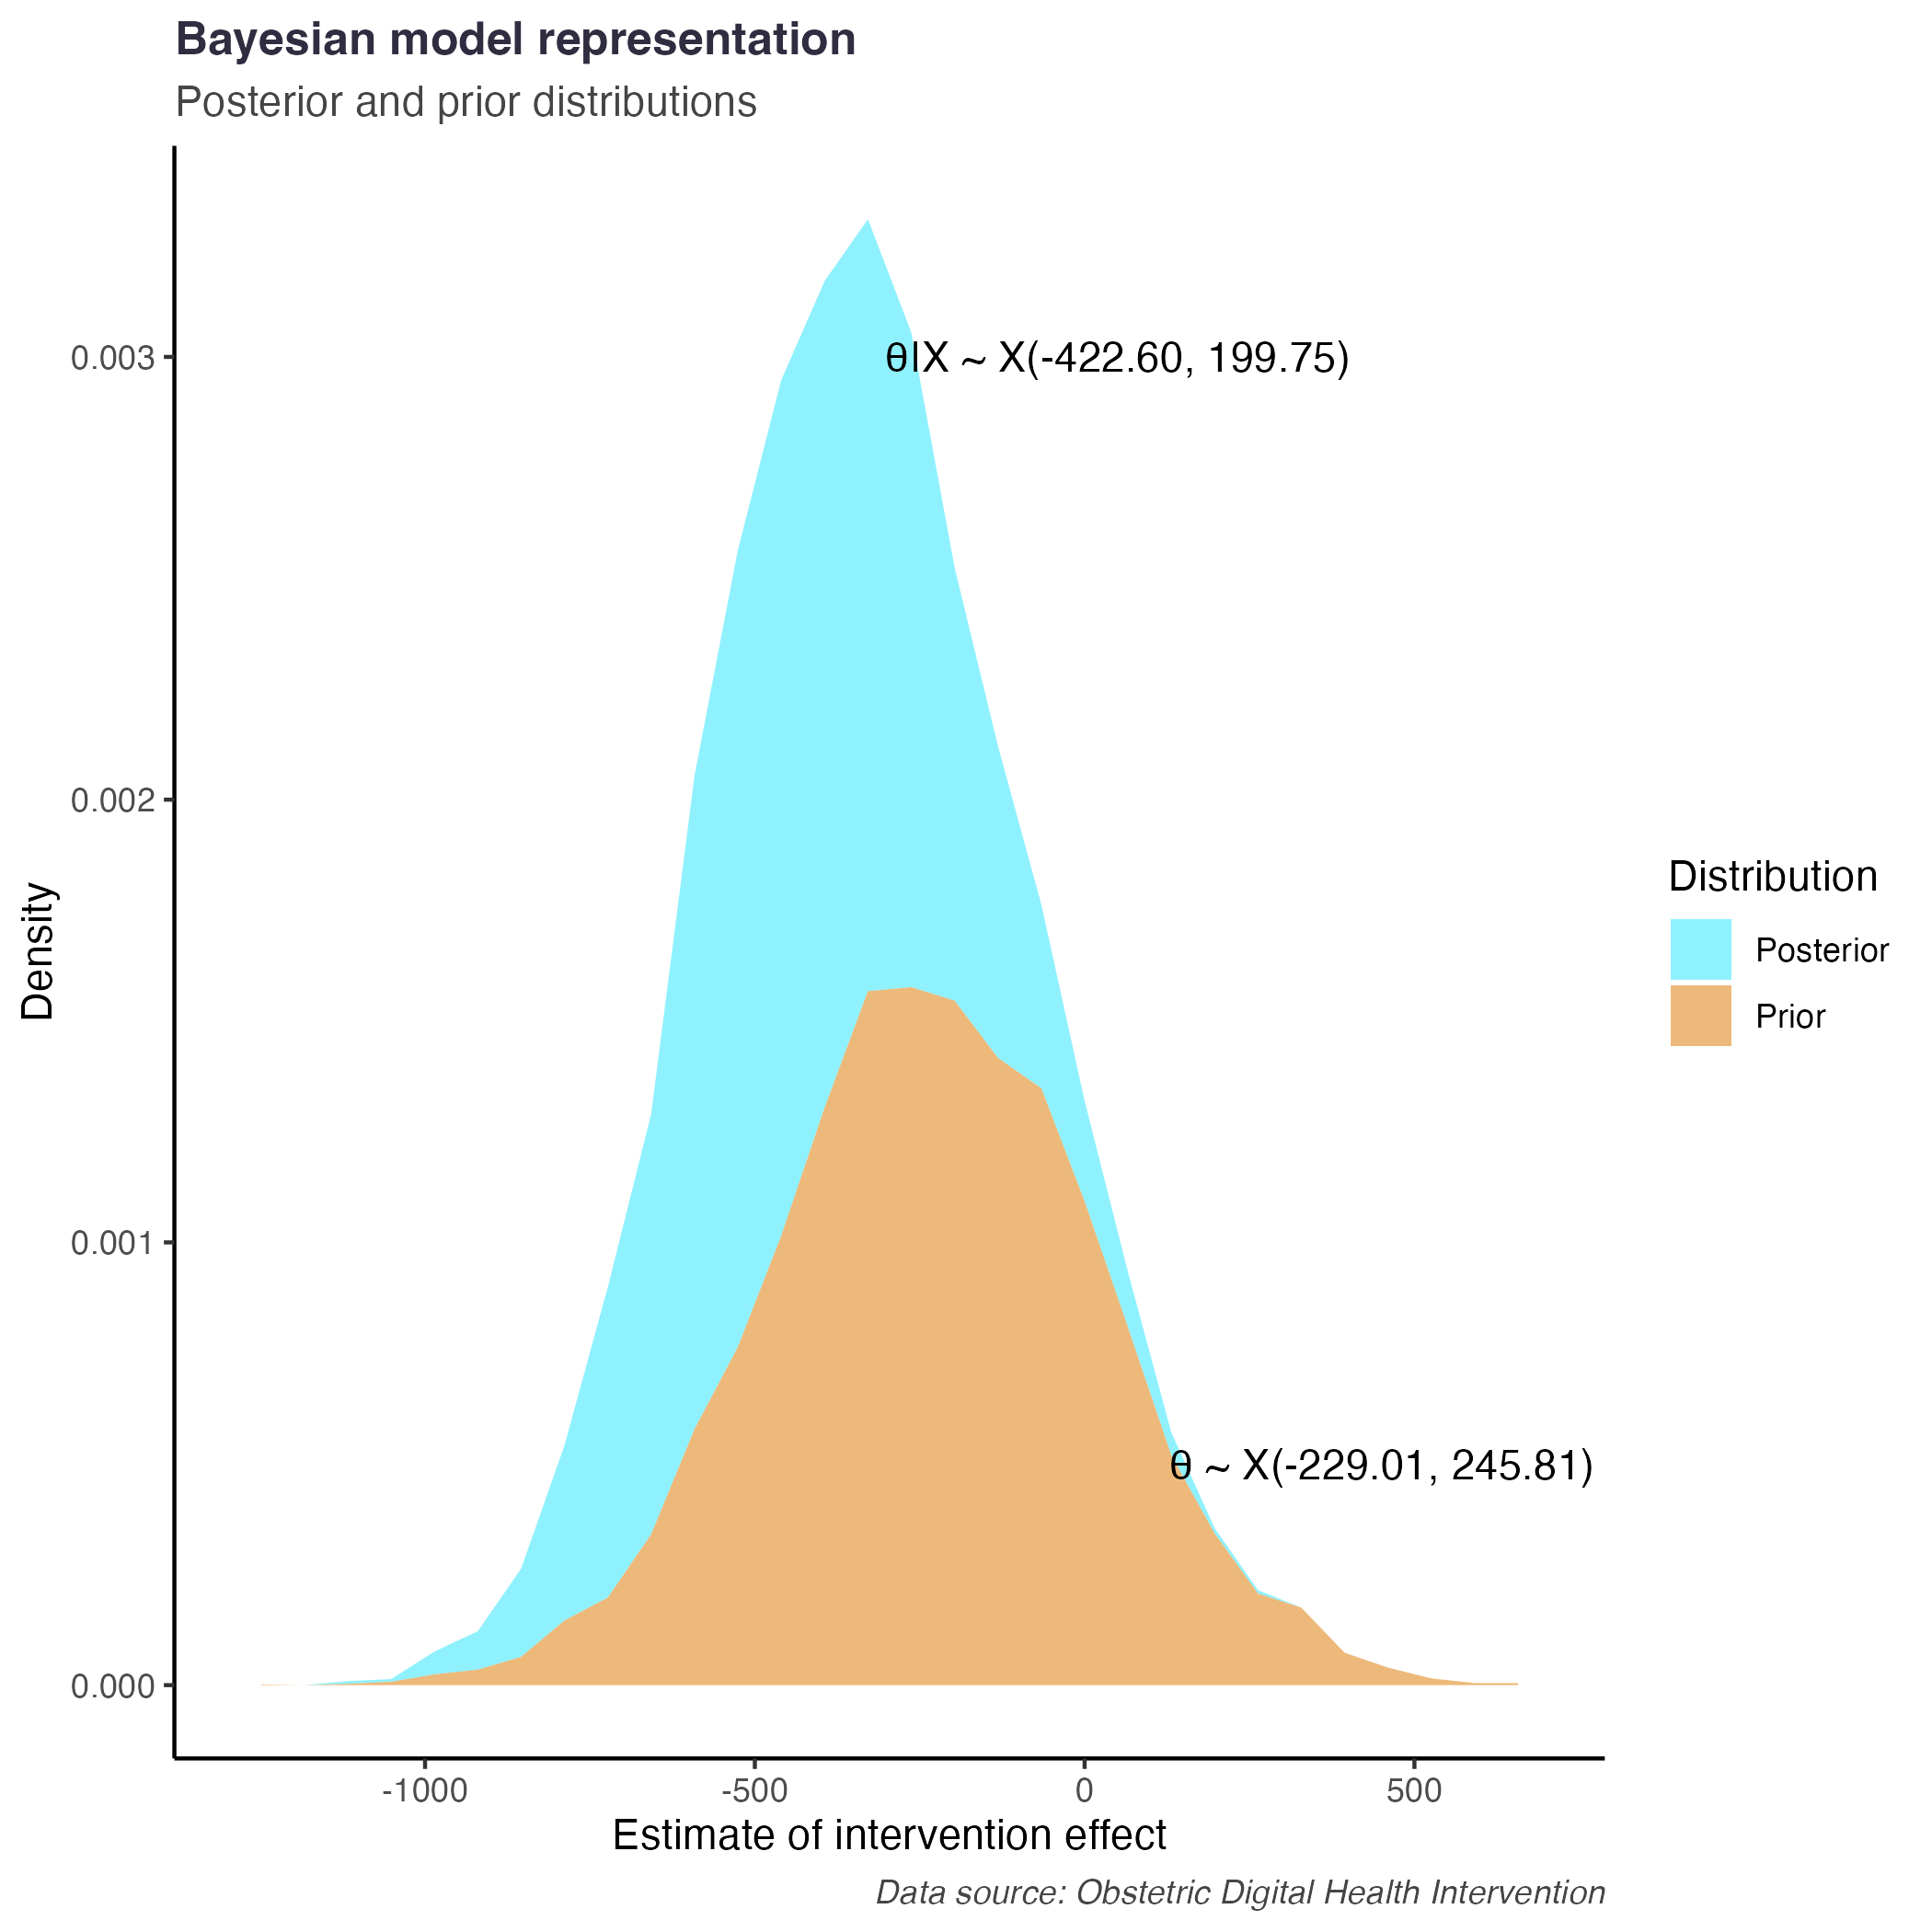 Bayesian model representation
Posterior and prior distributions
Density
0.003
0.002
0.001
0.000
θ|X ~ X(-422.60, 199.75)
θ ~ X(-229.01, 245.81)
-1000
-500
0
500
Estimate of intervention effect
Distribution
Posterior
Prior
Data source: Obstetric Digital Health Intervention